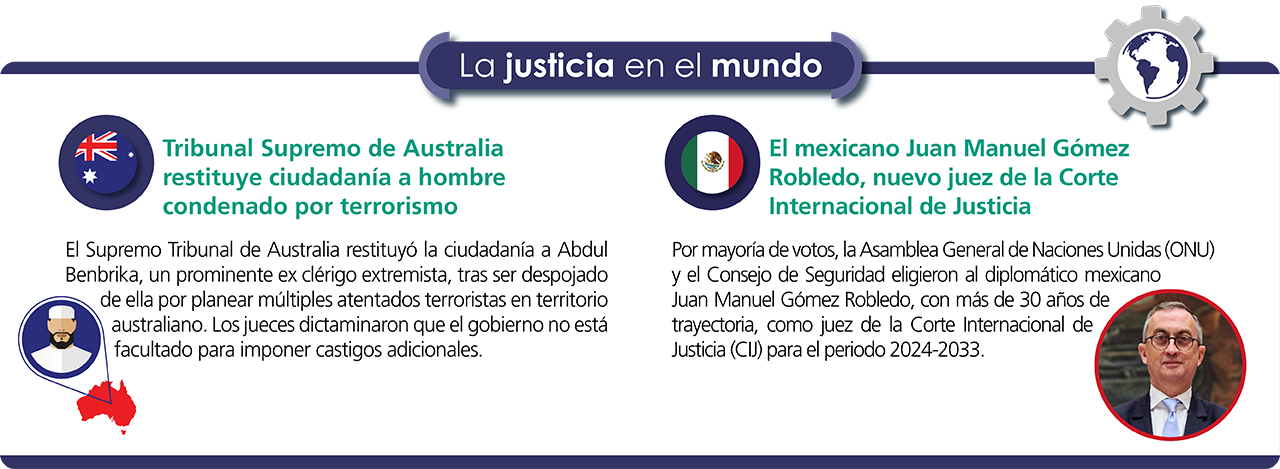 La justicia en el mundo
Tribunal Supremo de Australia
restituye ciudadanía a hombre
condenado por terrorismo
El Supremo Tribunal de Australia restituyó la ciudadanía a Abdul
Benbrika, un prominente ex clérigo extremista, tras ser despojado
de ella por planear múltiples atentados terroristas en territorio
australiano. Los jueces dictaminaron que el gobierno no está
facultado para imponer castigos adicionales.
El mexicano Juan Manuel Gómez
Robledo, nuevo juez de la Corte
Internacional de Justicia
Por mayoría de votos, la Asamblea General de Naciones Unidas (ONU)
y el Consejo de Seguridad eligieron al diplomático mexicano
Juan Manuel Gómez Robledo, con más de 30 años de
trayectoria, como juez de la Corte Internacional de
Justicia (CIJ) para el periodo 2024-2033.